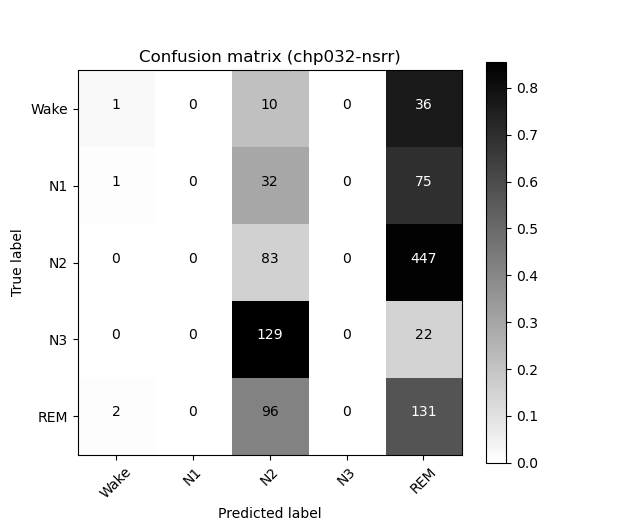 Confusion matrix (chp032-nsrr)
Wake 1 0 10 0 36
N1 1 0 32 0 75
N2 0 0 83 0 447
N3 0 0 129 0 22
REM 2 0 96 0 131
Wake N1 N2 N3 REM
Predicted label
True label
0.8
0.7
0.6
0.5
0.4
0.3
0.2
0.1
0.0